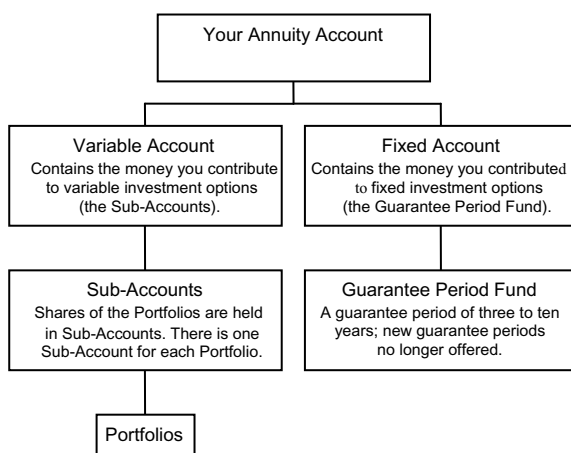 Your Annuity Account
Variable Account
Contains the money you contribute
to variable investment options
(the Sub-Accounts).
Fixed Account
Contains the money you contributed
to fixed investment options
(the Guarantee Period Fund).
Sub-Accounts
Shares of the Portfolios are held
in Sub-Accounts. There is one
Sub-Account for each Portfolio.
Guarantee Period Fund
A guarantee period of three to ten
years; new guarantee periods
no longer offered.
Portfolios